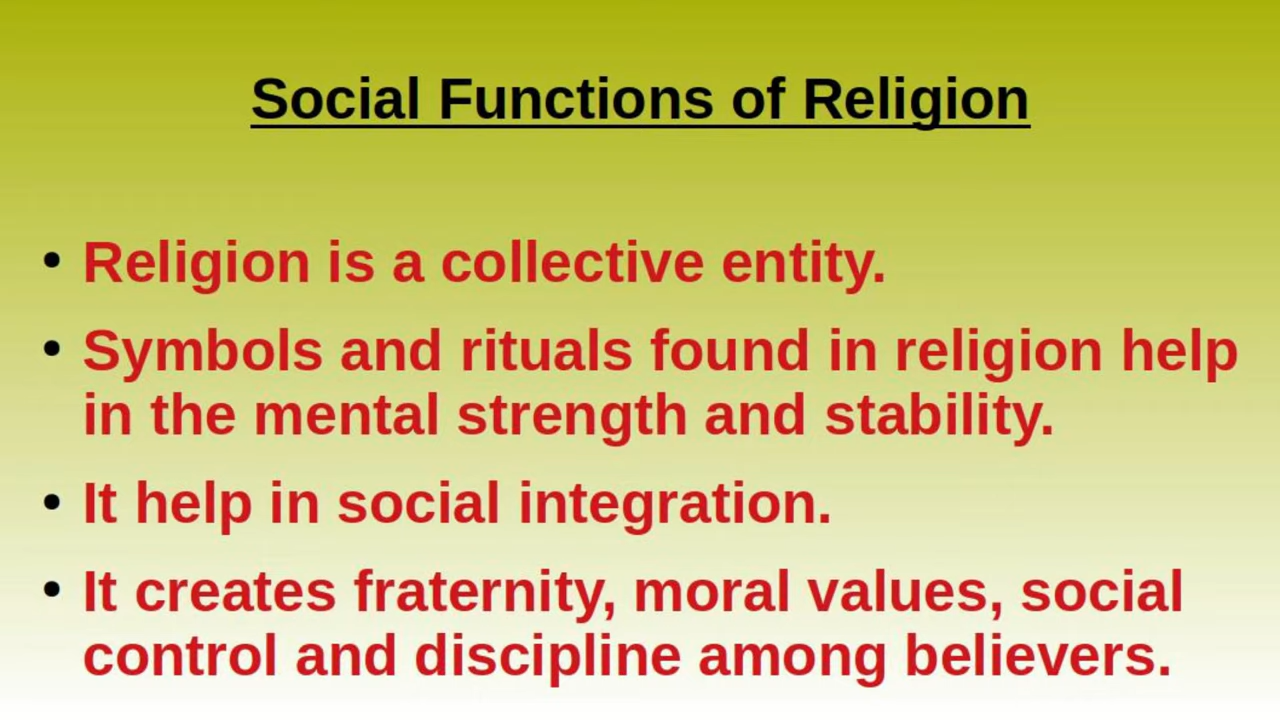 Social Functions of Religion
• Religion is a collective entity.
• Symbols and rituals found in religion help
in the mental strength and stability.
• It help in social integration.
• It creates fraternity, moral values, social
control and discipline among believers.